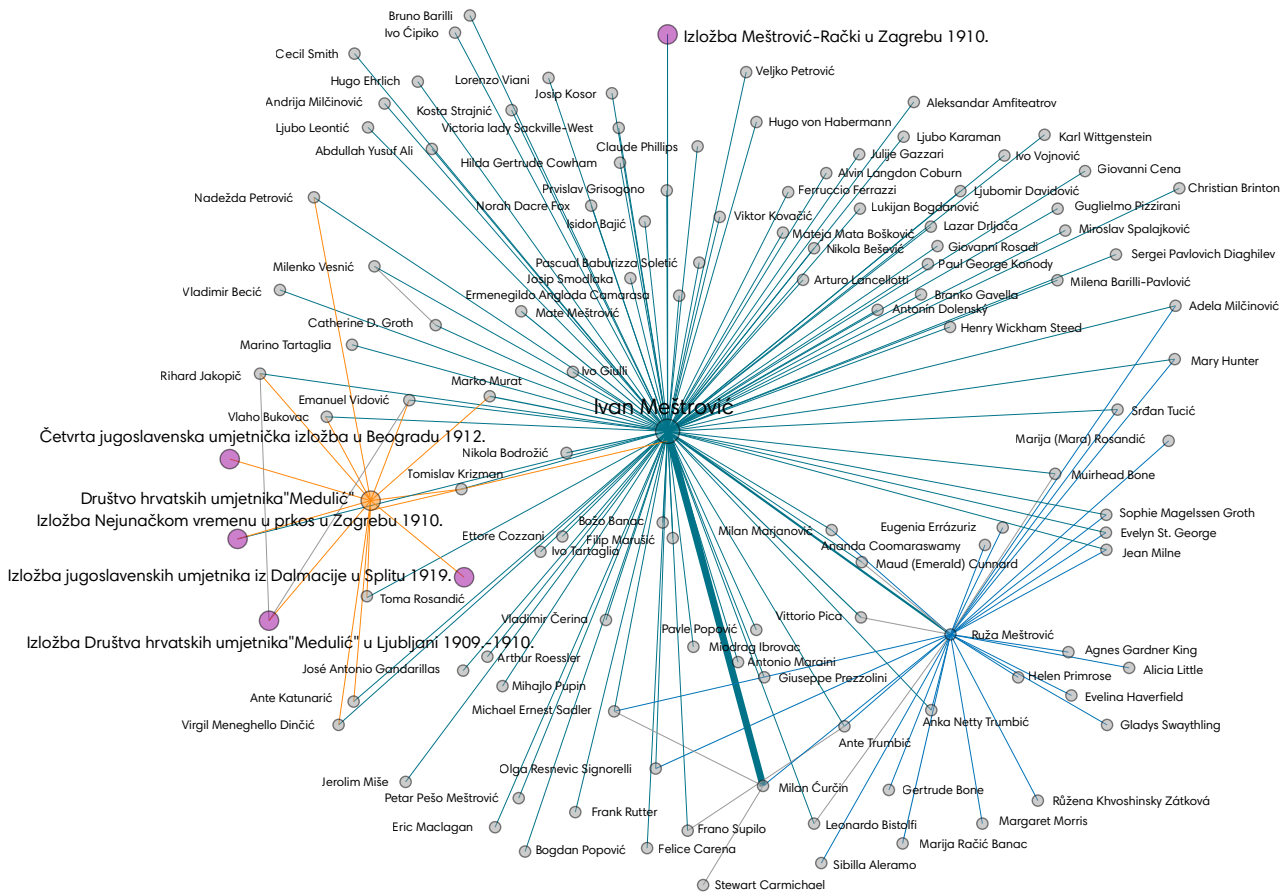 Bruno Barilli
Ivo Ćipiko
Izložba Meštrović-Rački u Zagrebu 1910.
Cecil Smith
Veljko Petrović
Hugo Ehrlich
Lorenzo Viani
Josip Kosor
Andrija Milčinović
Kosta Strajnić
Aleksandar Amfiteatrov
Ljubo Leontić
Victoria lady Sackville-West
Hugo von Habermann
Abdullah Yusuf Ali
Claude Phillips
Ljubo Karaman
Karl Wittgenstein
Hilda Gertrude Cowham
Julije Gazzari
Ivo Vojnović
Alvin Langdon Coburn
Giovanni Cena
Nadežda Petrović
Prvislav Grisogono
Ferruccio Ferrazzi
Ljubomir Davidović
Christian Brinton
Norah Dacre Fox
Isidor Bajić
Viktor Kovačić
Lukijan Bogdanović
Guglielmo Pizzirani
Mateja Mata Bošković
Lazar Drljača
Miroslav Spalajković
Nikola Bešević
Giovanni Rosadi
Sergei Pavlovich Diaghilev
Milenko Vesnić
Pascual Baburizza Soletić
Paul George Konody
Josip Smodlaka
Arturo Lancellotti
Milena Barilli-Pavlović
Vladimir Becić
Ermenegildo Anglada Camarasa
Branko Gavella
Mate Meštrović
Antonín Dolenský
Adela Milčinović
Catherine D. Groth
Henry Wickham Steed
Marino Tartaglia
Mary Hunter
Rihard Jakopič
Ivo Giulli
Marko Murat
Emanuel Vidović
Ivan Meštrović
Srđan Tucić
Vlaho Bukovac
Četvrta jugoslavenska umjetnička izložba u Beogradu 1912.
Marija (Mara) Rosandić
Nikola Bodrožić
Tomislav Krizman
Muirhead Bone
Društvo hrvatskih umjetnika"Medulić"
Sophie Magelssen Groth
Izložba Nejunačkom vremenu u prkos u Zagrebu 1910.
Božo Banac
Eugenia Errázuriz
Evelyn St. George
Ettore Cozzani
Filip Marušić
Milan Marjanović
Ananda Coomaraswamy
Jean Milne
Ivo Tartaglia
Maud (Emerald) Cunnard
Izložba jugoslavenskih umjetnika iz Dalmacije u Splitu 1919.
Toma Rosandić
Vittorio Pica
Vladimir Čerina
Pavle Popović
Ruža Meštrović
Izložba Društva hrvatskih umjetnika"Medulić" u Ljubljani 1909.-1910.
Miodrag Ibrovac
Agnes Gardner King
Arthur Roessler
Antonio Maraini
Alicia Little
José Antonio Gandarillas
Giuseppe Prezzolini
Helen Primrose
Mihajlo Pupin
Evelina Haverfield
Ante Katunarić
Michael Ernest Sadler
Anka Netty Trumbić
Gladys Swaythling
Virgil Meneghello Dinčić
Ante Trumbić
Olga Resnevic Signorelli
Jerolim Miše
Milan Ćurčin
Gertrude Bone
Petar Pešo Meštrović
Růžena Khvoshinsky Zátková
Frank Rutter
Eric Maclagan
Frano Supilo
Leonardo Bistolfi
Margaret Morris
Bogdan Popović
Felice Carena
Marija Račić Banac
Sibilla Aleramo
Stewart Carmichael